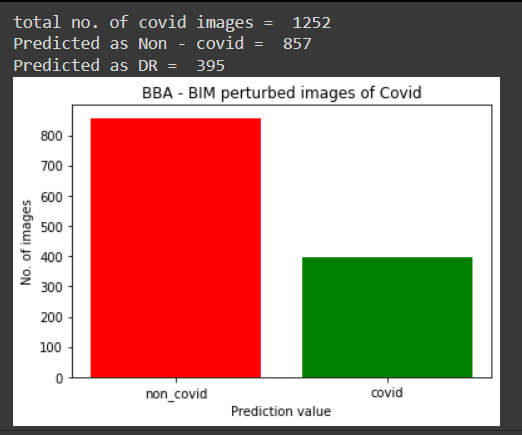 total no. of covid images =  1252
Predicted as Non - covid =  857
Predicted as DR =  395
BBA - BIM perturbed images of Covid
800
700
600
500
400
300
200
100
0
No. of images
non_covid covid
Prediction value